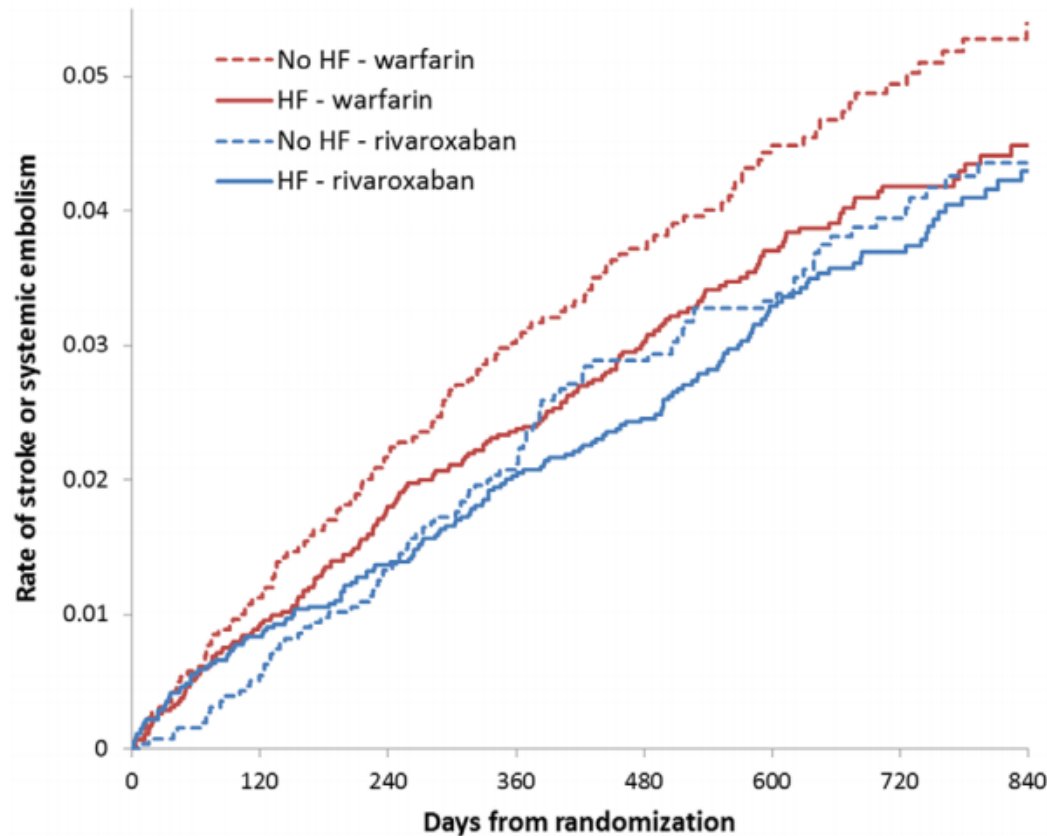 No HF - warfarin
HF - warfarin
No HF - rivaroxaban
HF - rivaroxaban
Rate of stroke or systemic embolism
0.05
0.04
0.03
0.02
0.01
0
0 120 240 360 480 600 720 840
Days from randomization